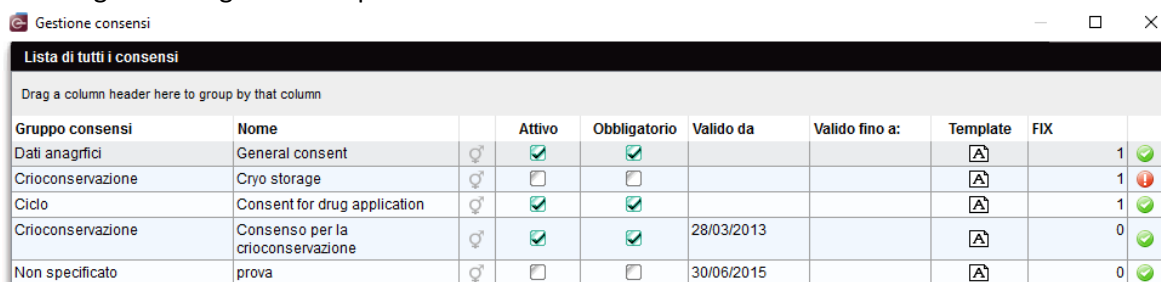 Gestione consensi
Lista di tutti i consensi
Drag a column header here to group by that column
Gruppo consensi Nome Attivo Obbligatorio Valido da Valido fino a: Template FIX
Dati anagrfici General consent A 1
Crioconservazione Cryo storage A 1
Ciclo Consent for drug application A 1
Crioconservazione Consenso per la crioconservazione 28/03/2013 A 0
Non specificato prova 30/06/2015 A 0